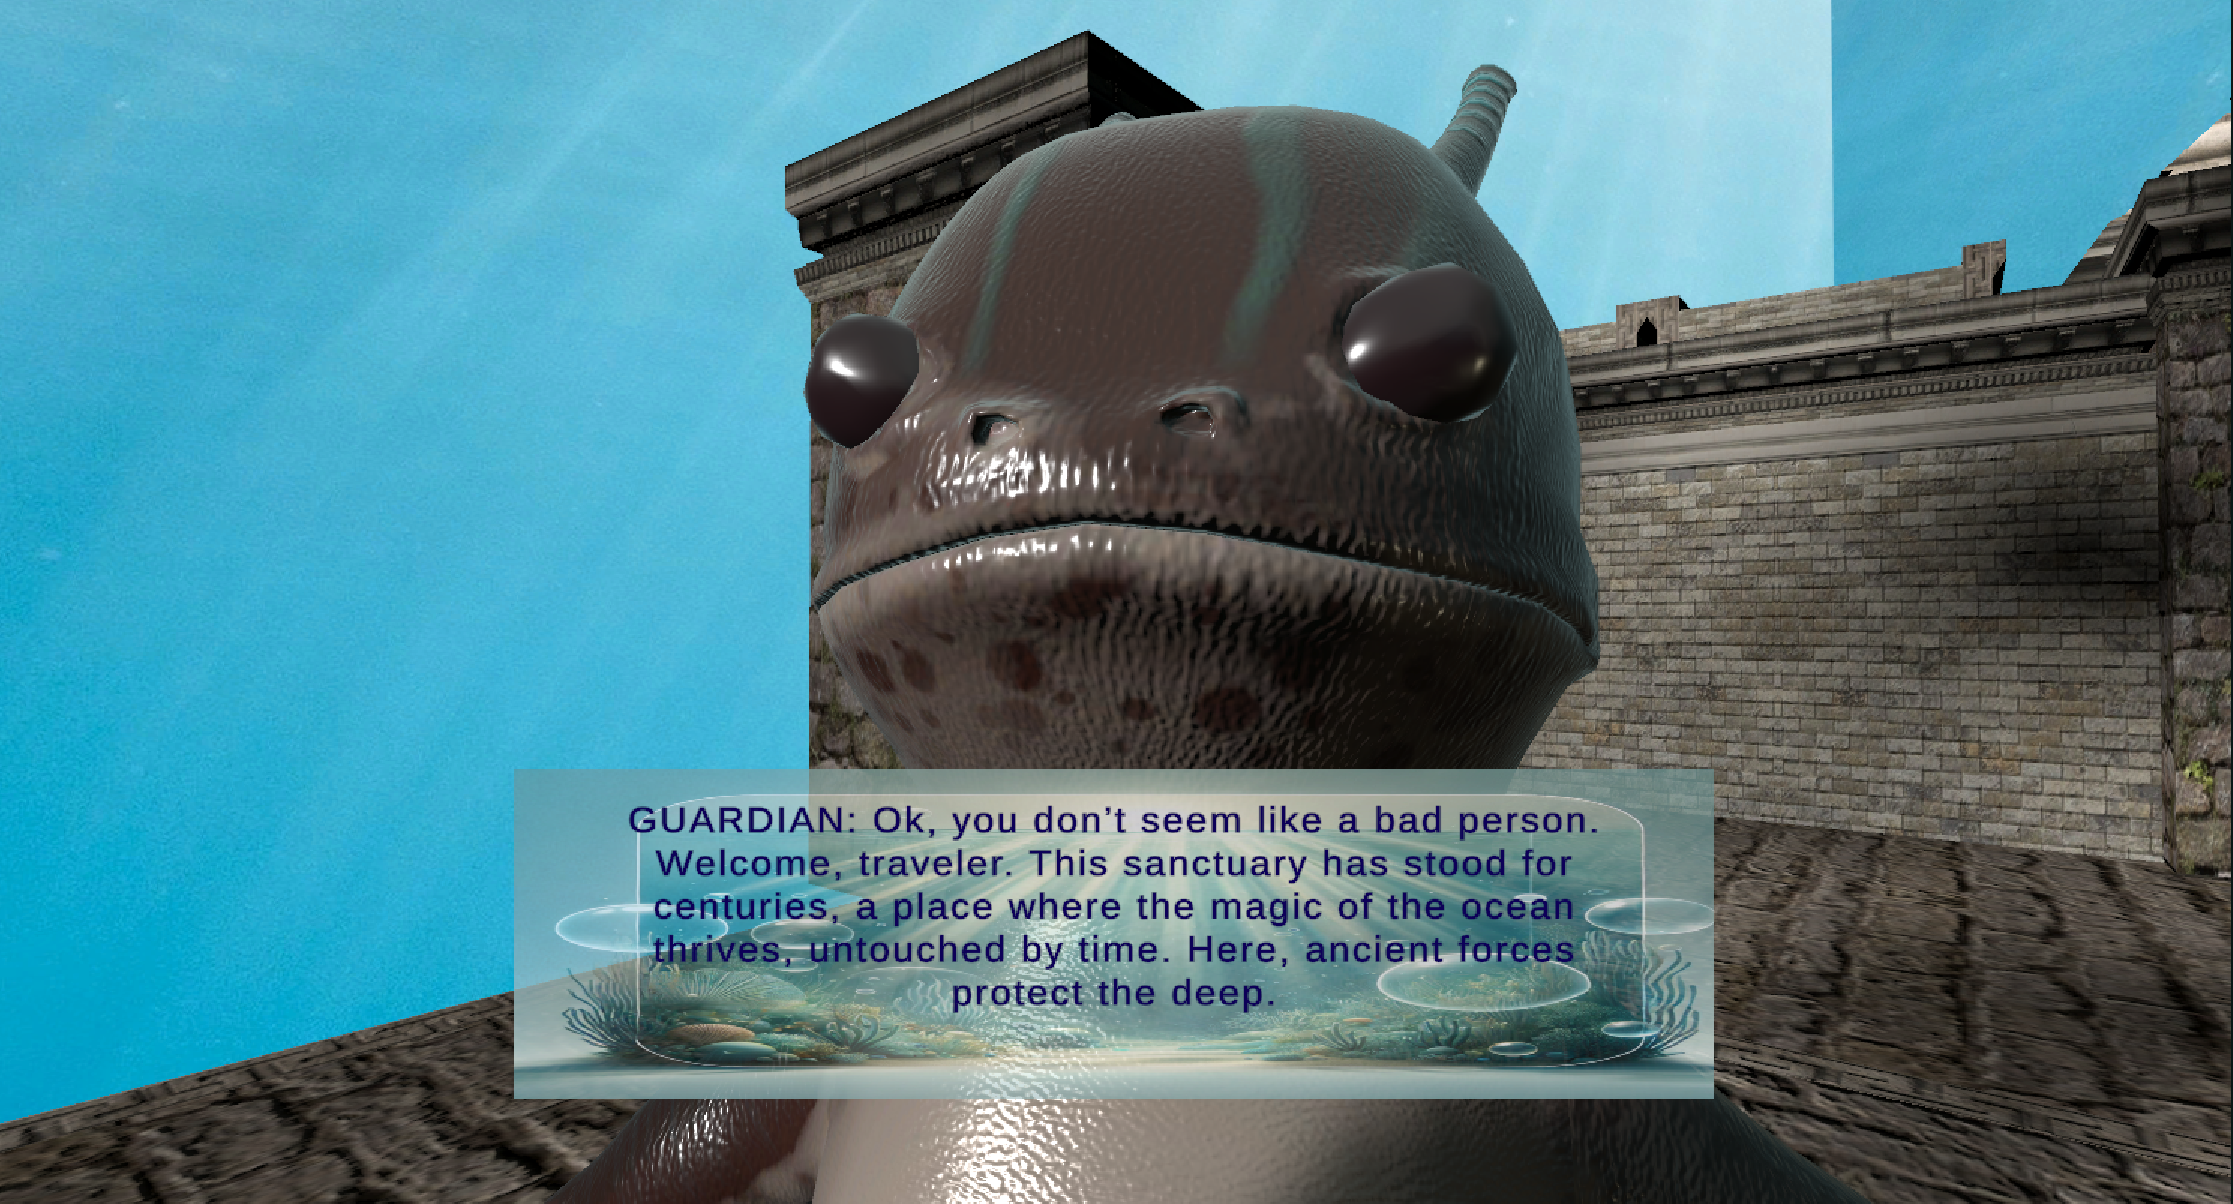 GUARDIAN: Ok, you don’t seem like a bad person.
Welcome, traveler. This sanctuary has stood for
centuries, a place where the magic of the ocean
thrives, untouched by time. Here, ancient forces
protect the deep.